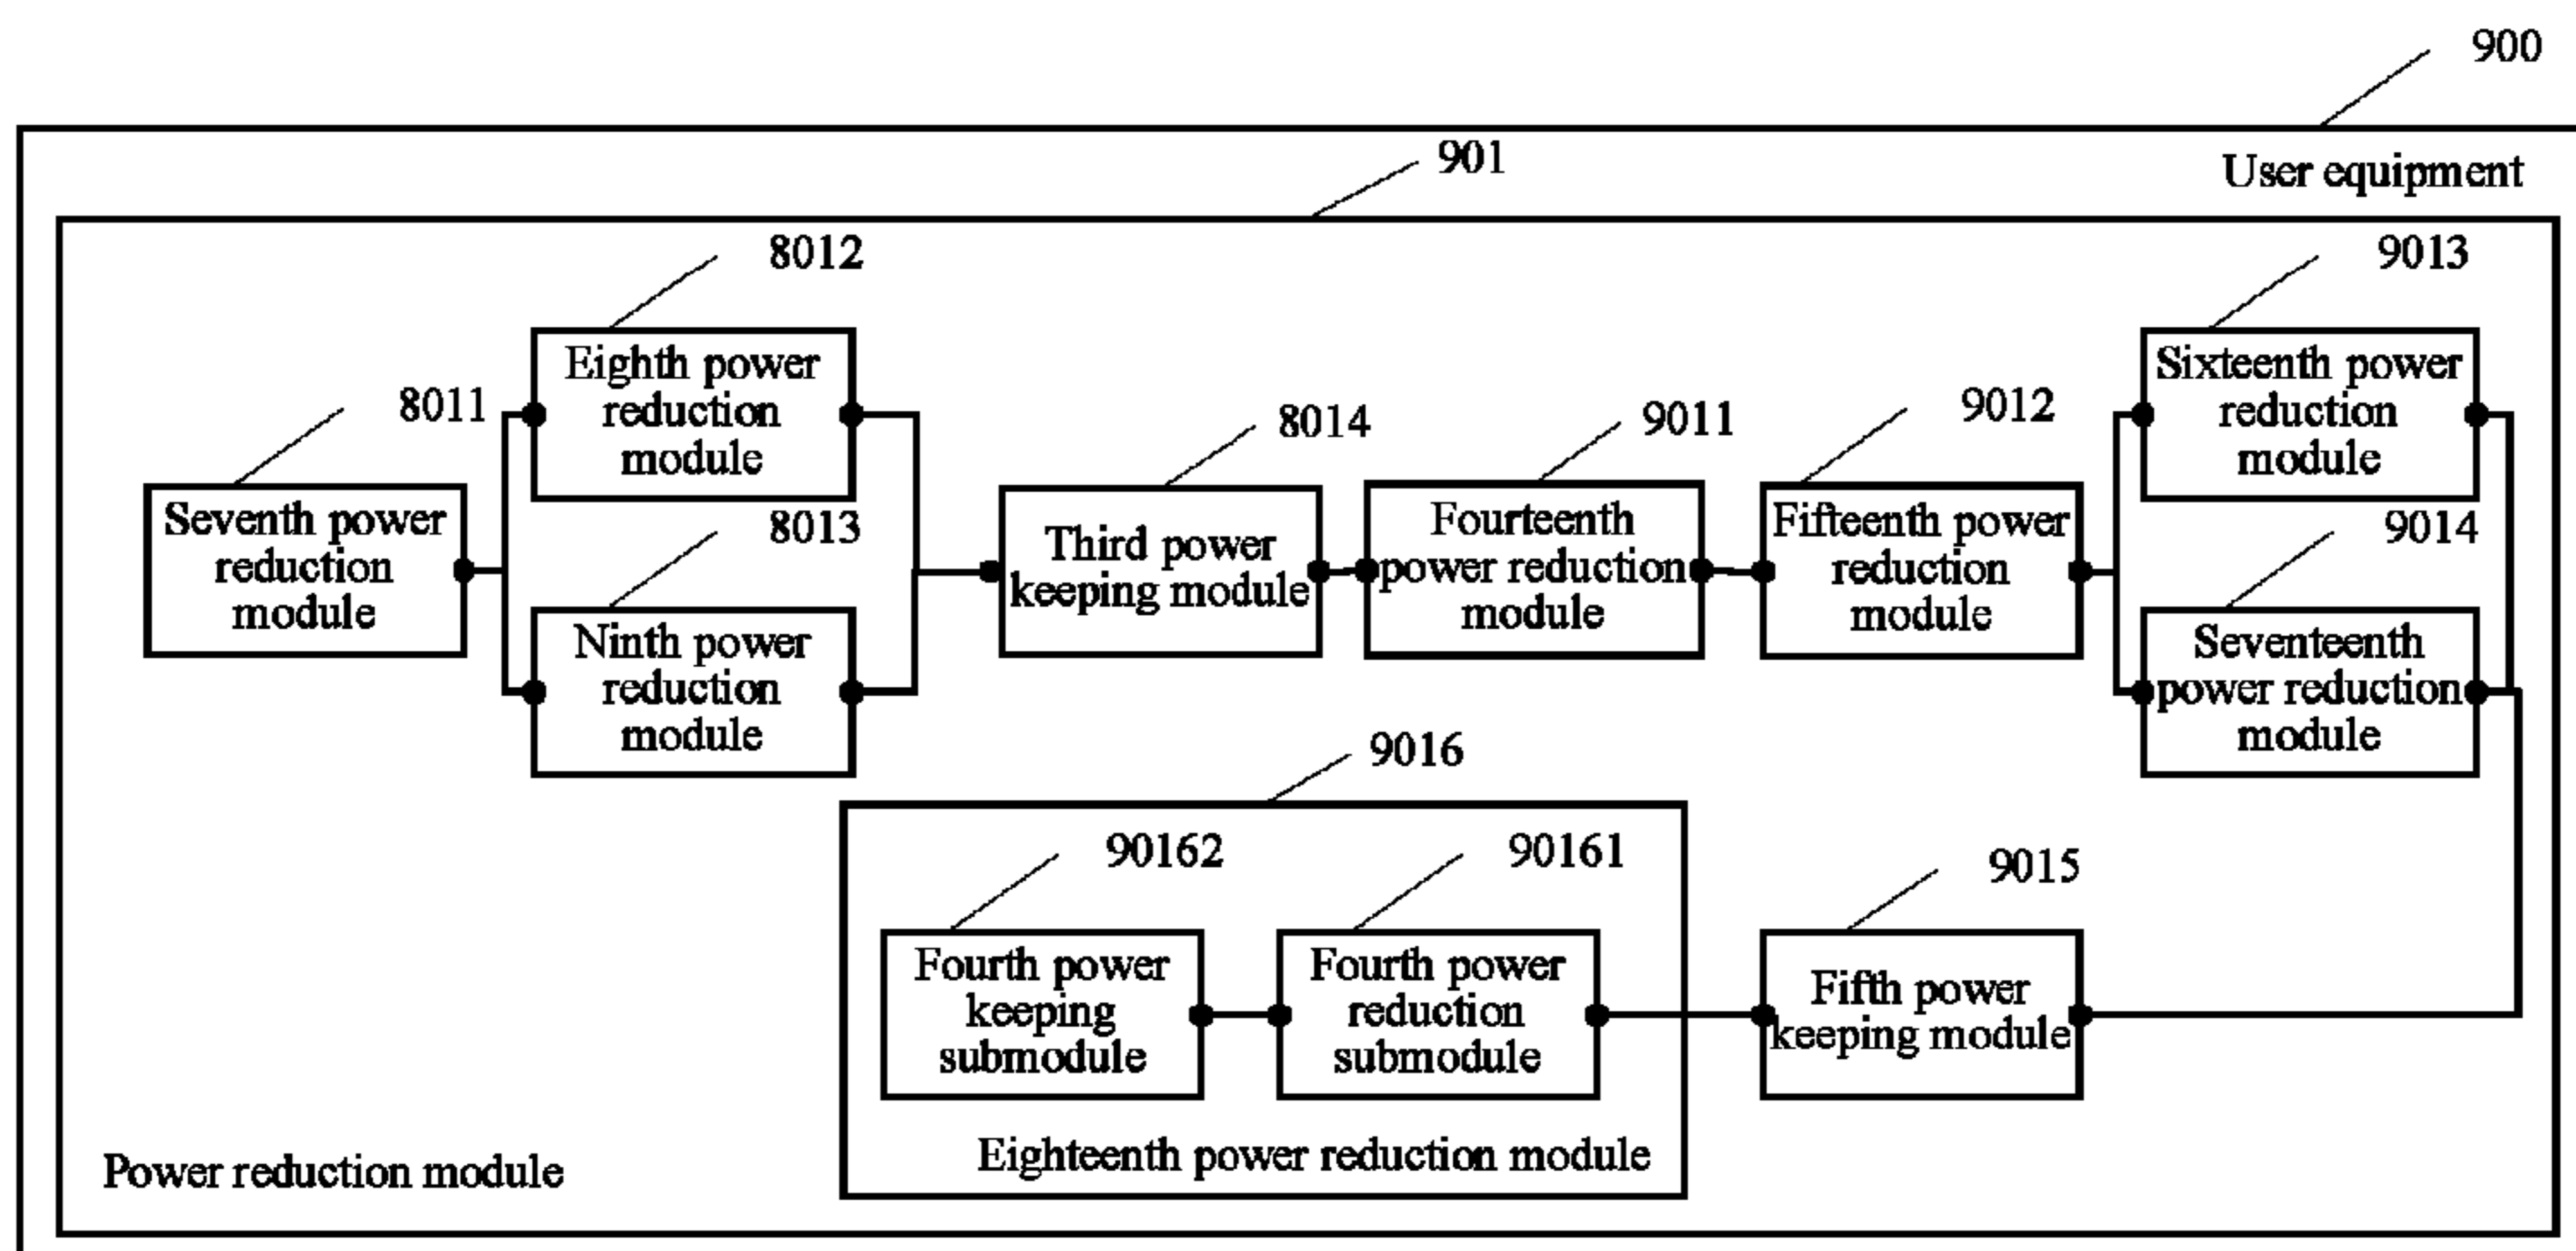 900
901
User equipment
8012
9013
Eighth power
reduction
module
Sixteenth power
reduction
module
8011
8014
9011
9012
Seventh power
reduction
module
8013
Third power
keeping module
Fourteenth
power reduction
module
Fifteenth power
reduction
module
9014
Ninth power
reduction
module
Seventeenth
power reduction
module
9016
90162
90161
9015
Fourth power
keeping
submodule
Fourth power
reduction
submodule
Fifth power
keeping module
Eighteenth power reduction module
Power reduction module